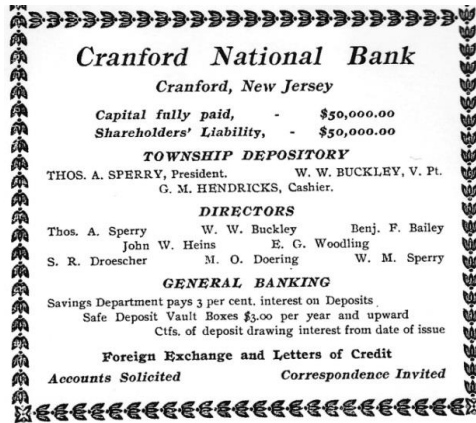 Cranford National Bank
Cranford, New Jersey
Capital fully paid, - $50,000.00
Shareholders' Liability, - $50,000.00
TOWNSHIP DEPOSITORY
THOS. A. SPERRY, President. W. W. BUCKLEY, V. Pt.
G. M. HENDRICKS, Cashier.
DIRECTORS
Thos. A. Sperry W. W. Buckley Benj. F. Bailey
John W. Heins E. G. Woodling
S. R. Droescher M. O. Doering W. M. Sperry
GENERAL BANKING
Savings Department pays 3 per cent. interest on Deposits
Safe Deposit Vault Boxes $3.00 per year and upward
Ctfs. of deposit drawing interest from date of issue
Foreign Exchange and Letters of Credit
Accounts Solicited Correspondence Invited